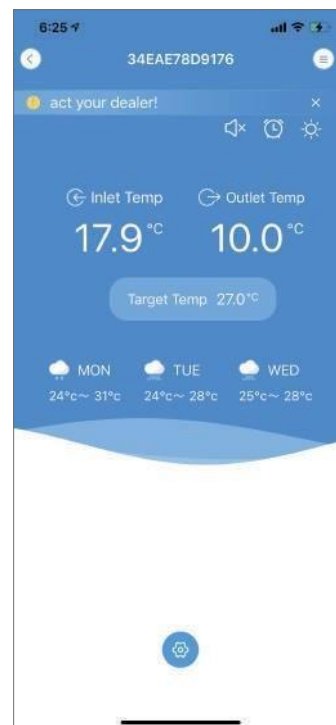 6:25
34EAE78D9176
act your dealer!
Inlet Temp Outlet Temp
17.9°C 10.0°C
Target Temp 27.0°C
MON TUE WED
24°c～ 31°c 24°c～ 28°c 25°c～ 28°c